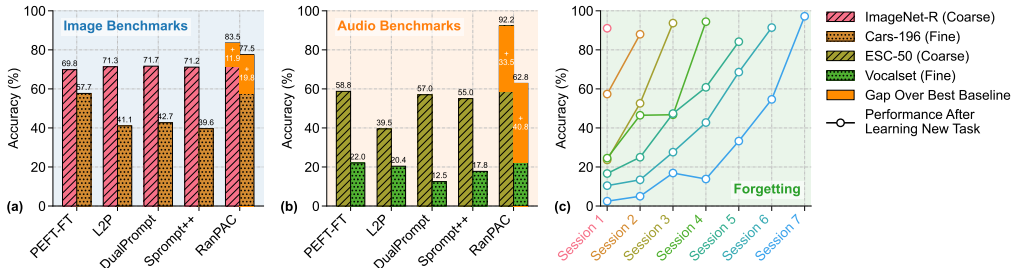 Image Benchmarks
Accuracy (%)
100
80
60
40
20
0
69.8
57.7
71.3
41.1
71.7
42.7
71.2
39.6
83.5
77.5
+
11.9
+
19.8
PEFT-FT
L2P
DualPrompt
Sprompt++
RanPAC
(a)
Audio Benchmarks
Accuracy (%)
100
80
60
40
20
0
58.8
22.0
39.5
20.4
57.0
12.5
55.0
17.8
92.2
62.8
+
33.5
+
40.8
PEFT-FT
L2P
DualPrompt
Sprompt++
RanPAC
(b)
Accuracy (%)
100
80
60
40
20
0
Forgetting
Session 1
Session 2
Session 3
Session 4
Session 5
Session 6
Session 7
(c)
ImageNet-R (Coarse)
Cars-196 (Fine)
ESC-50 (Coarse)
Vocalset (Fine)
Gap Over Best Baseline
Performance After
Learning New Task